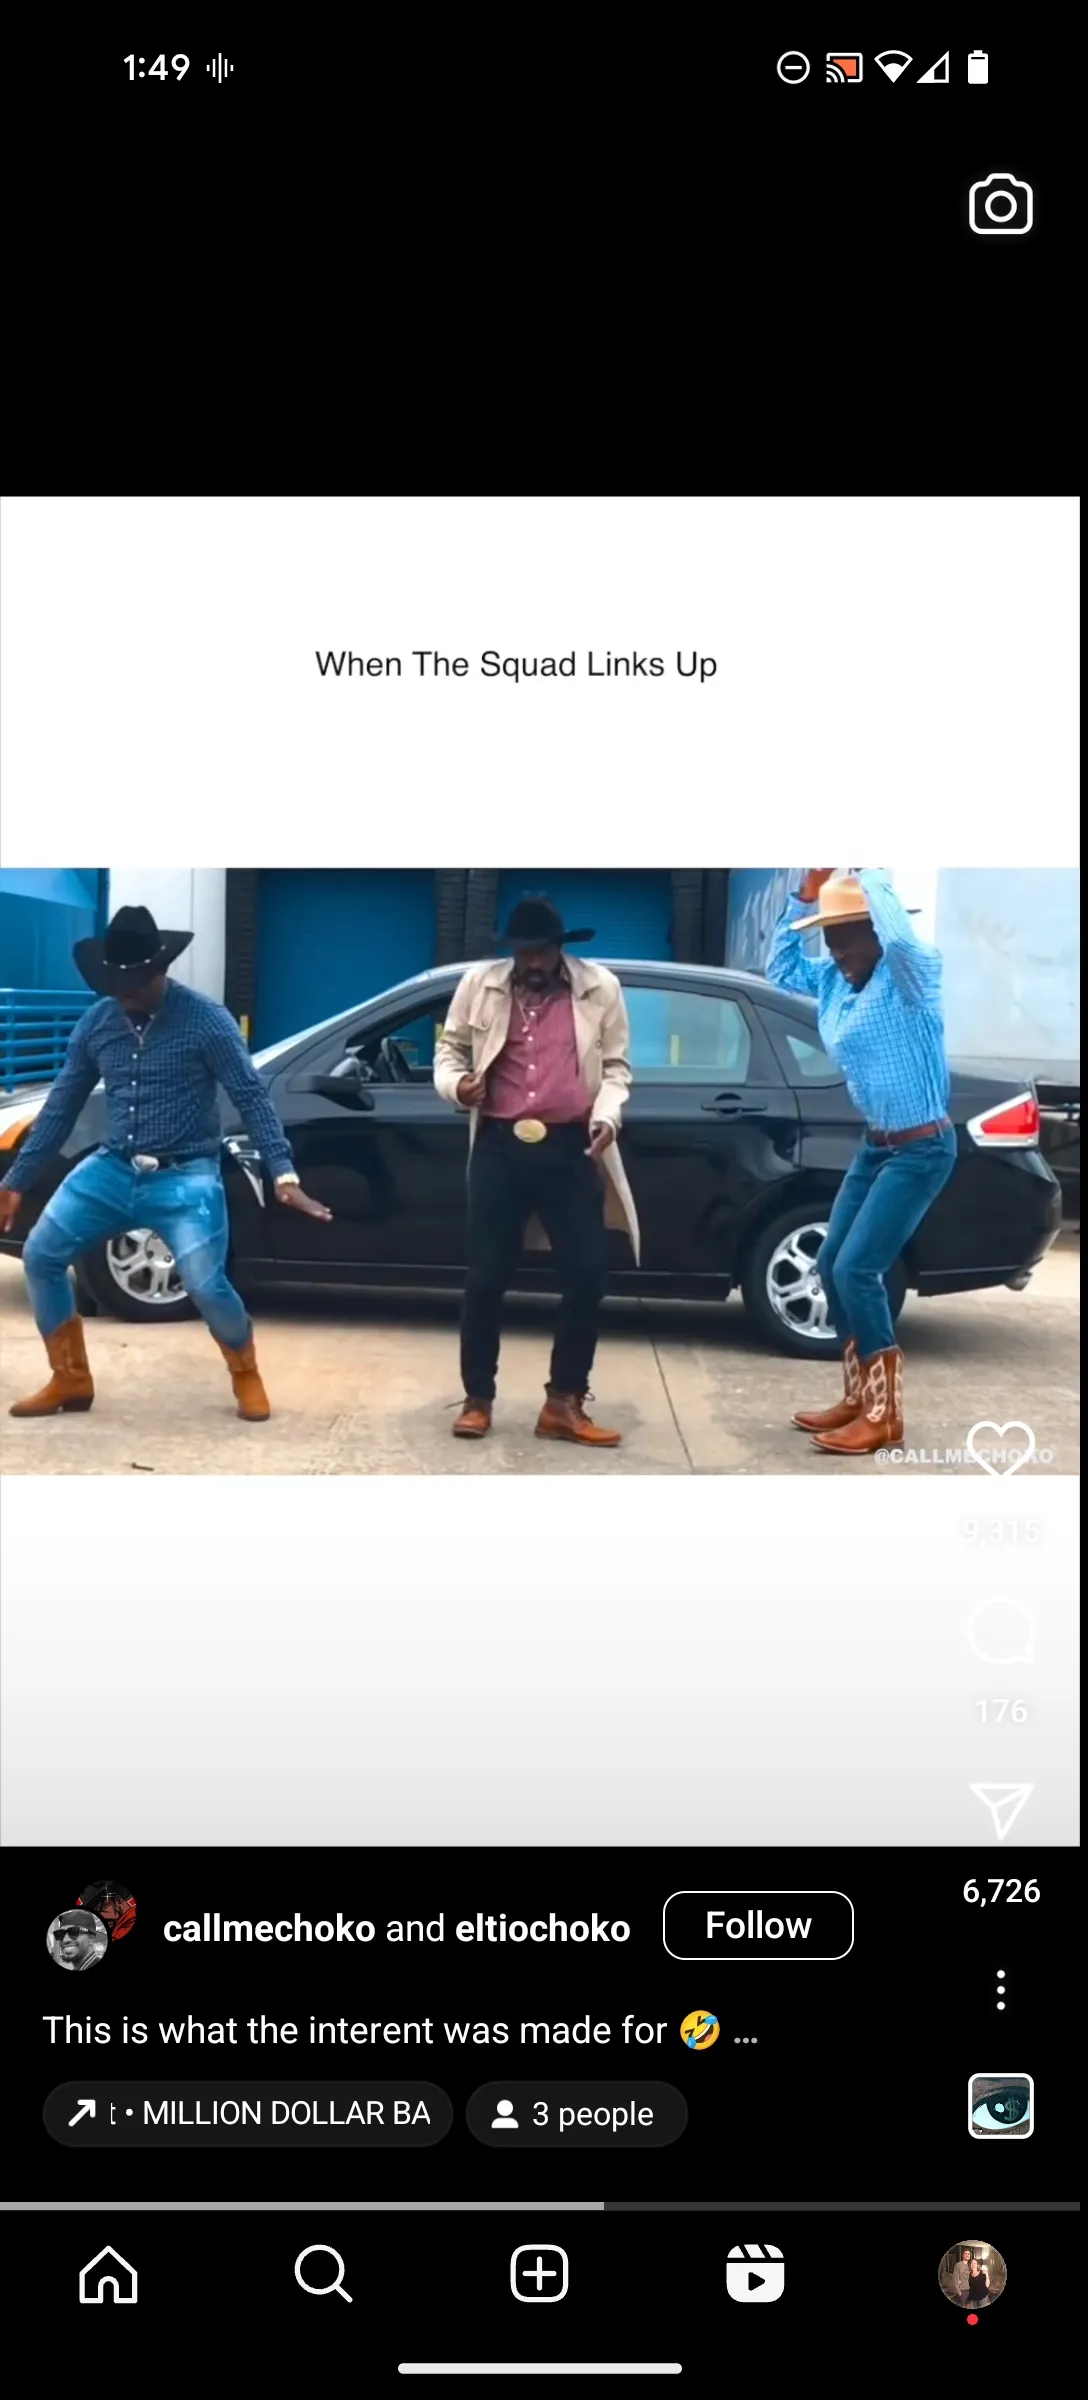 1:49
When The Squad Links Up
@CALLMECHOKO
9,315
176
6,726
callmechoko and eltiochoko
Follow
This is what the interent was made for 🤣 ...
t • MILLION DOLLAR BA
3 people